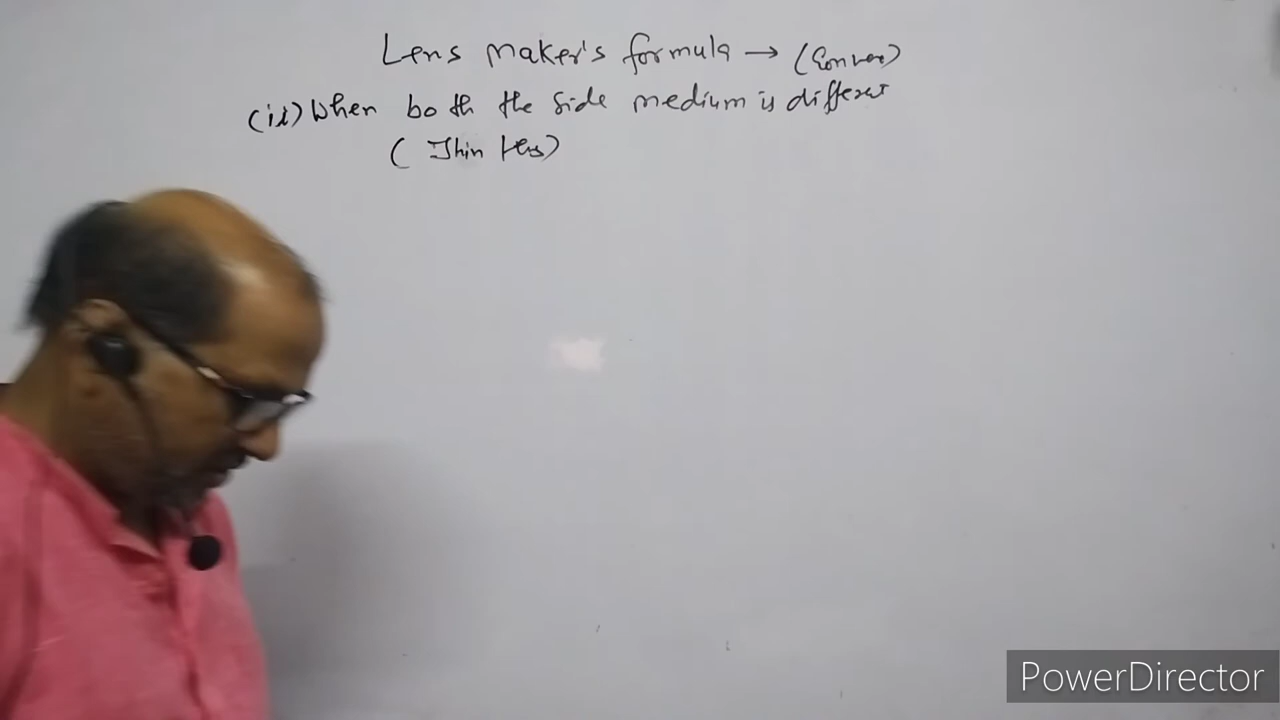 Lens Maker's formula → (Convex)
(ii) When both the side medium is different
( Thin lens)
PowerDirector